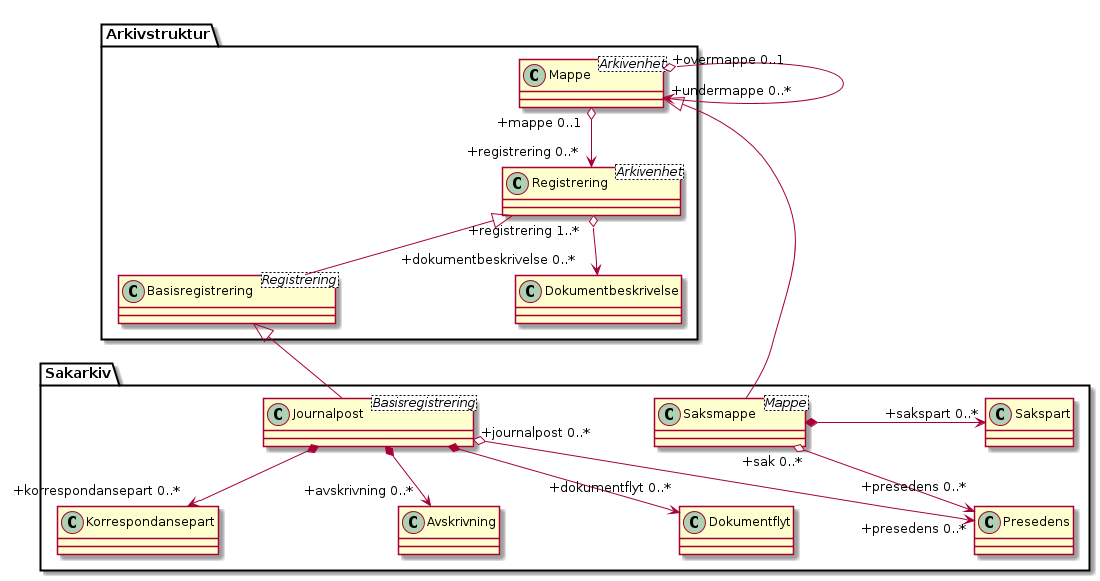 Arkivstruktur
C Mappe
Arkivenhet
+overmappe 0..1
+undermappe 0..*
+mappe 0..1
+registrering 0..*
C Registrering
Arkivenhet
+registrering 1..*
+dokumentbeskrivelse 0..*
C Basisregistrering
Registrering
C Dokumentbeskrivelse
Sakarkiv
C Journalpost
Basisregistrering
C Saksmappe
Mappe
+sakspart 0..*
C Sakspart
+journalpost 0..*
+sak 0..*
+korrespondansepart 0..*
+avskrivning 0..*
+dokumentflyt 0..*
+presedens 0..*
C Korrespondansepart
C Avskrivning
C Dokumentflyt
+presedens 0..*
C Presedens